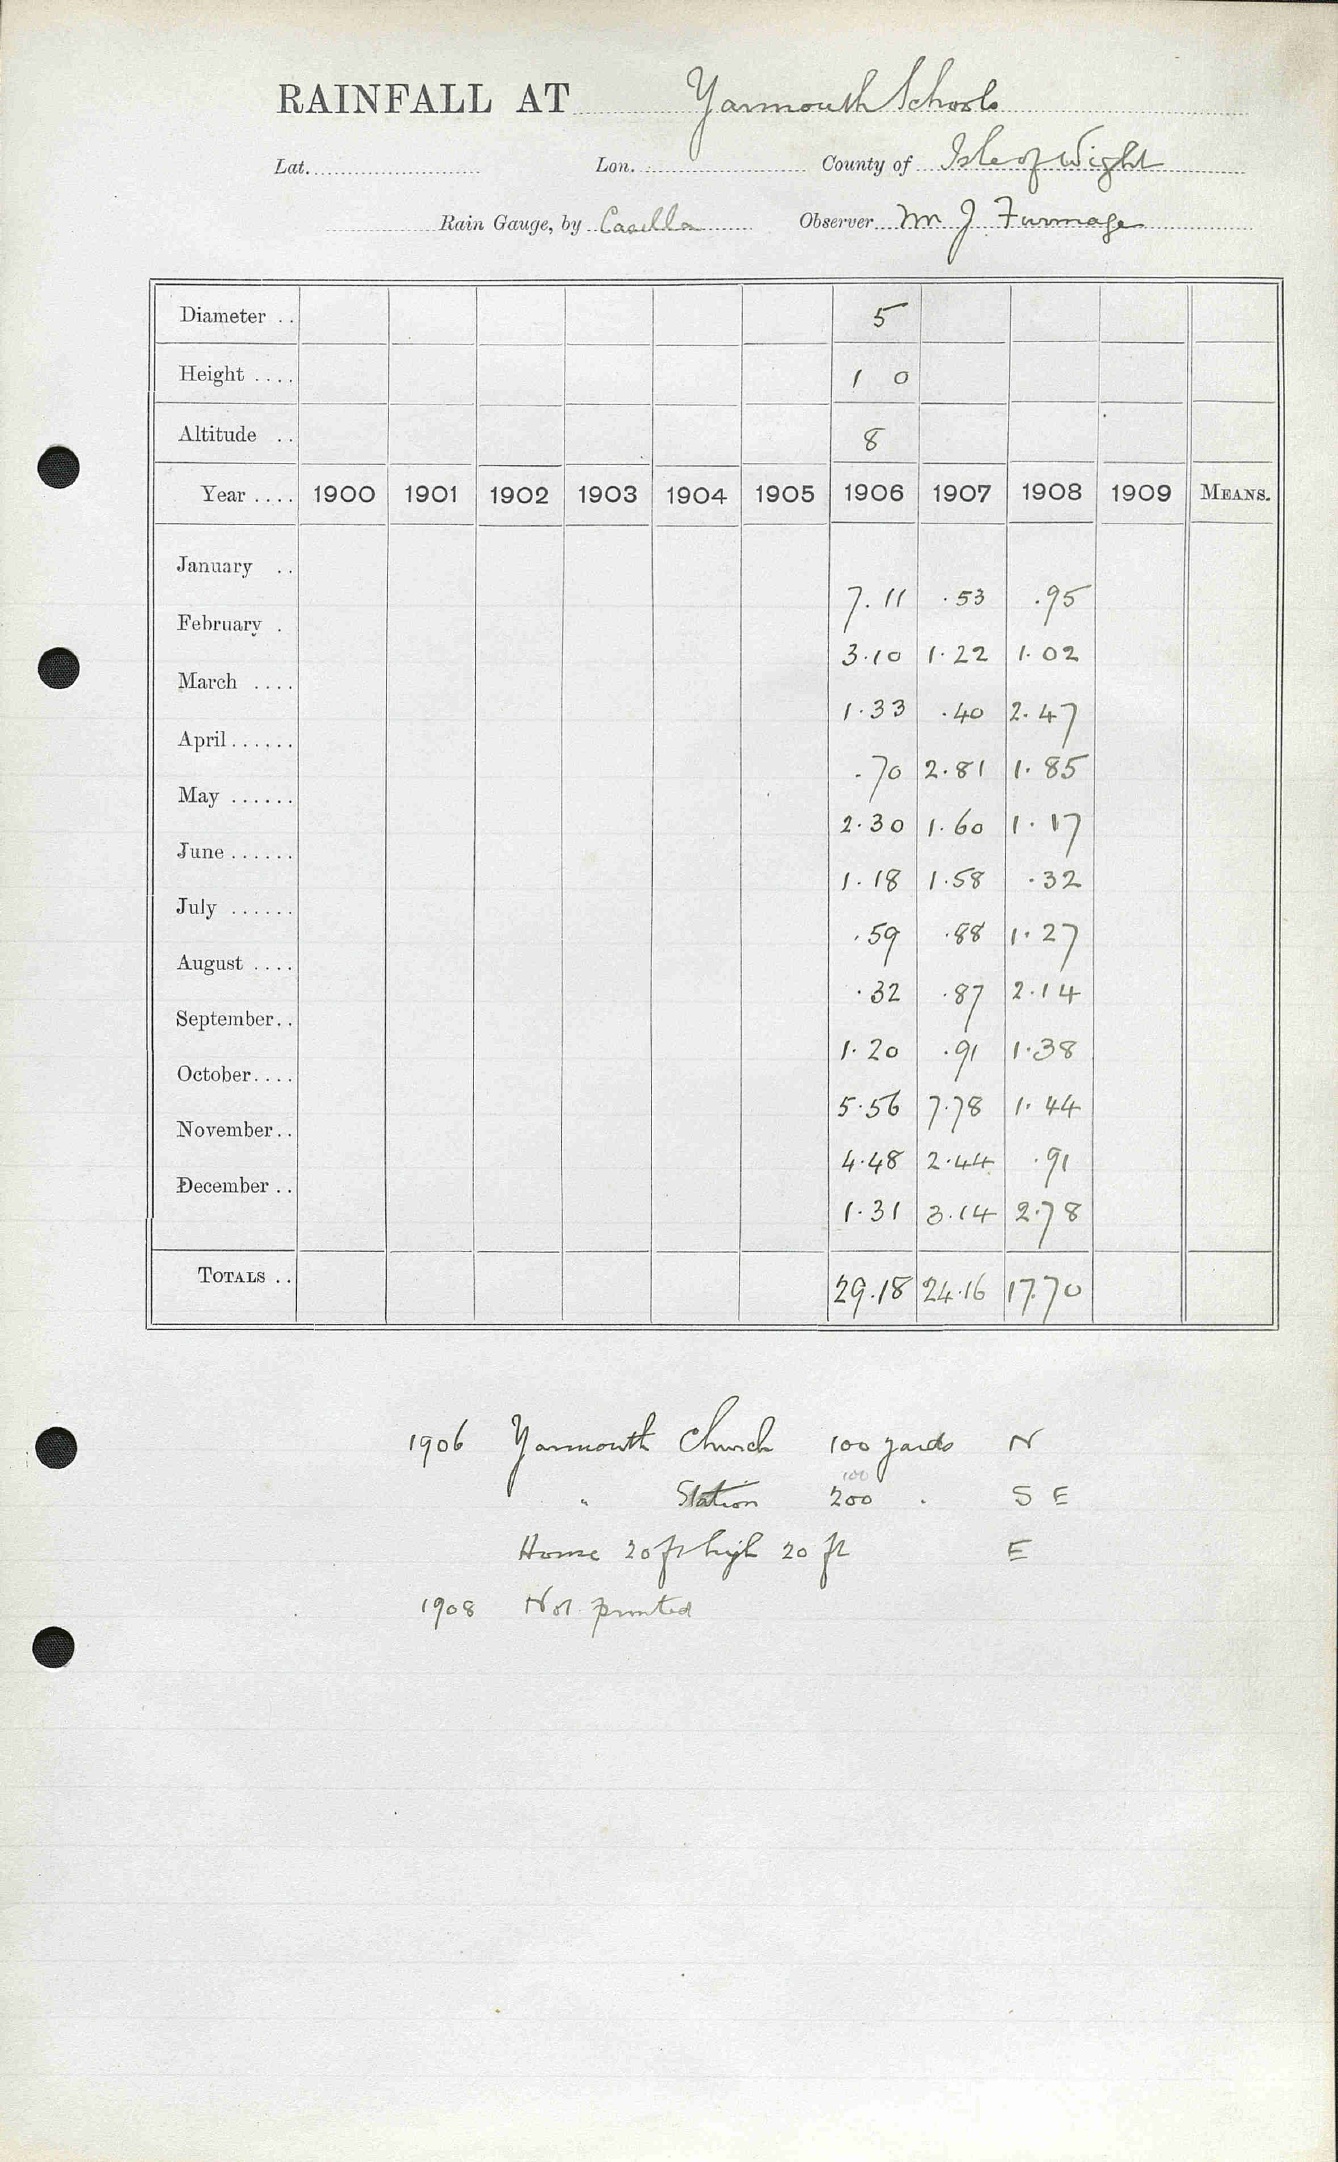 RAINFALL AT Yarmouth Schools
Lat. Lon. County of Isle of Wight
Rain Gauge, by Casella Observer Mr J. Furmage
Diameter .. 5
Height .... 1 0
Altitude .. 8
Year .... 1900 1901 1902 1903 1904 1905 1906 1907 1908 1909 MEANS.
January .. 7.11 .53 .95
February . 3.10 1.22 1.02
March .... 1.33 .40 2.47
April...... .70 2.81 1.85
May ...... 2.30 1.60 1.17
June...... 1.18 1.58 .32
July ...... .59 .88 1.27
August .... .32 .87 2.14
September.. 1.20 .91 1.38
October.... 5.56 7.78 1.44
November.. 4.48 2.44 .91
December .. 1.31 3.14 2.78
TOTALS .. 29.18 24.16 17.70
1906 Yarmouth Church 100 yards N
100
" Station 200 . S E
House 20 ft high 20 ft E
1908 Not printed